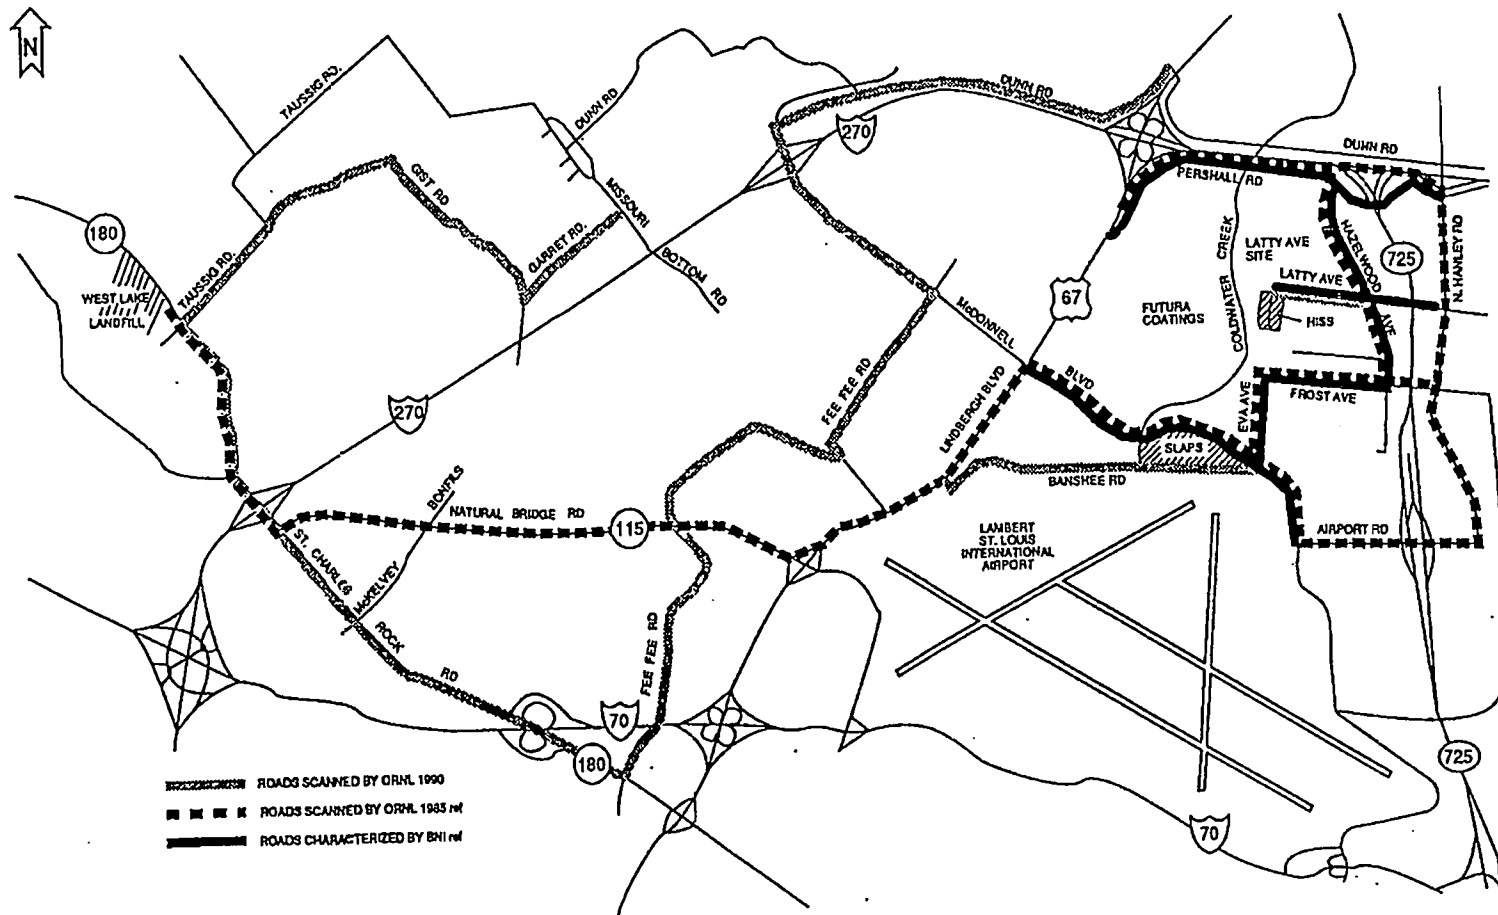 N
TAUSSIG RD.
DUNN RD
DUNN RD
270
DUNN RD
GIST RD
MISSOURI
PERSHALL RD
180
GARRET RD.
BOTTOM RD
COLDWATER CREEK
LATTY AVE
SITE
HAZELWOOD AVE
725
N. HANLEY RD
TAUSSIG RD.
WEST LAKE
LANDFILL
67
LATTY AVE
FUTURA
COATINGS
HISS
McDONNELL
BLVD
270
FEE FEE RD
LINDBERGH BLVD
EVA AVE
FROST AVE
SLAPS
BANSHEE RD
BONFILS
NATURAL BRIDGE RD
115
LAMBERT
ST. LOUIS
INTERNATIONAL
AIRPORT
AIRPORT RD
ST. CHARLES
McKELVEY
ROCK
RD
FEE FEE RD
70
180
725
70
ROADS SCANNED BY ORNL 1990
ROADS SCANNED BY ORNL 1985 ref
ROADS CHARACTERIZED BY BNI ref